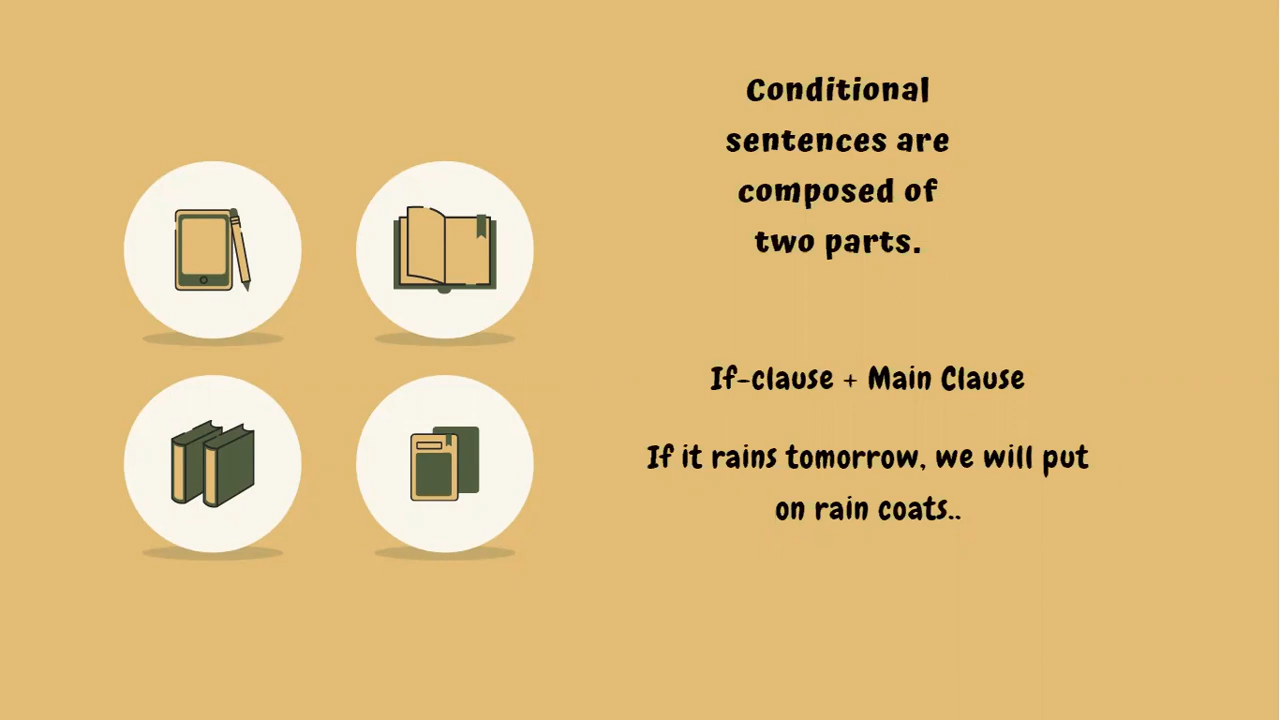 Conditional
sentences are
composed of
two parts.
If-clause + Main Clause
If it rains tomorrow, we will put
on rain coats..